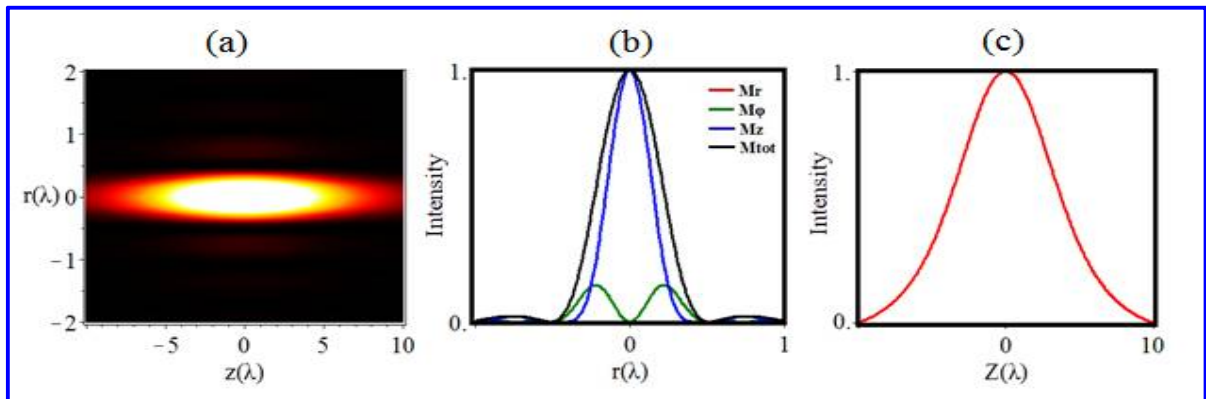 (a)
2
1
r(λ) 0
−1
−2
−5 0 5 10
z(λ)
(b)
1.
Intensity
0.
0 1
r(λ)
Mr
Mφ
Mz
Mtot
(c)
1.
Intensity
0.
0 10
Z(λ)